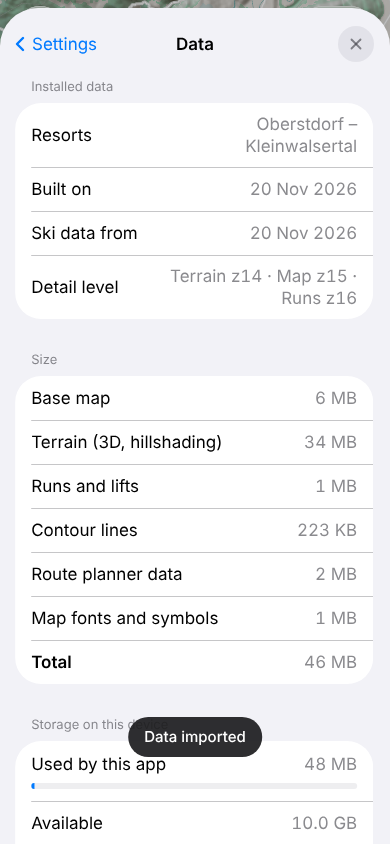 Settings
Data
Installed data
Resorts
Oberstdorf –
Kleinwalsertal
Built on
20 Nov 2026
Ski data from
20 Nov 2026
Detail level
Terrain z14 · Map z15 ·
Runs z16
Size
Base map
6 MB
Terrain (3D, hillshading)
34 MB
Runs and lifts
1 MB
Contour lines
223 KB
Route planner data
2 MB
Map fonts and symbols
1 MB
Total
46 MB
Storage on this
Data imported
Used by this app
48 MB
Available
10.0 GB